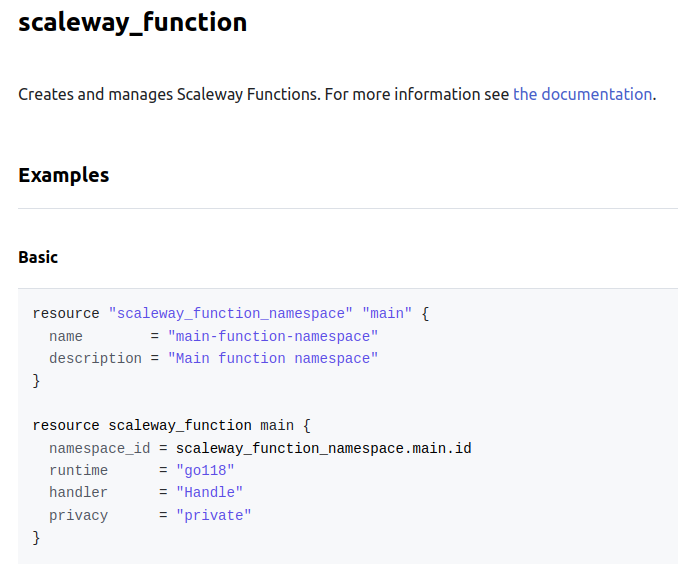 scaleway_function
Creates and manages Scaleway Functions. For more information see the documentation.
Examples
Basic
resource "scaleway_function_namespace" "main" {
  name        = "main-function-namespace"
  description = "Main function namespace"
}

resource scaleway_function main {
  namespace_id = scaleway_function_namespace.main.id
  runtime      = "go118"
  handler      = "Handle"
  privacy      = "private"
}